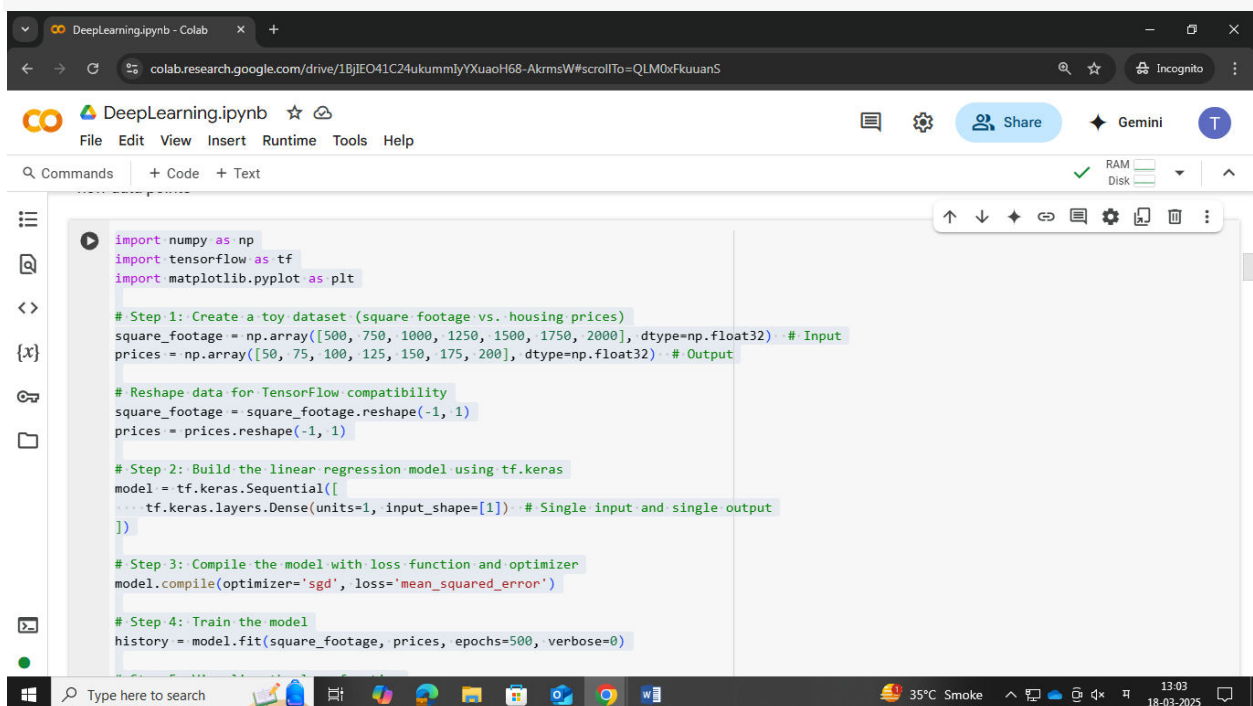 DeepLearning.ipynb - Colab
colab.research.google.com/drive/1BjIEO41C24ukummIyYXuaoH68-AkrmsW#scrollTo=QLM0xFkuuanS
Incognito
DeepLearning.ipynb
Share
Gemini
T
File Edit View Insert Runtime Tools Help
Commands + Code + Text
RAM
Disk
import numpy as np
import tensorflow as tf
import matplotlib.pyplot as plt
# Step 1: Create a toy dataset (square footage vs. housing prices)
square_footage = np.array([500, 750, 1000, 1250, 1500, 1750, 2000], dtype=np.float32)  # Input
prices = np.array([50, 75, 100, 125, 150, 175, 200], dtype=np.float32)  # Output
# Reshape data for TensorFlow compatibility
square_footage = square_footage.reshape(-1, 1)
prices = prices.reshape(-1, 1)
# Step 2: Build the linear regression model using tf.keras
model = tf.keras.Sequential([
    tf.keras.layers.Dense(units=1, input_shape=[1])  # Single input and single output
])
# Step 3: Compile the model with loss function and optimizer
model.compile(optimizer='sgd', loss='mean_squared_error')
# Step 4: Train the model
history = model.fit(square_footage, prices, epochs=500, verbose=0)
Type here to search
35°C Smoke
म
13:03
18-03-2025